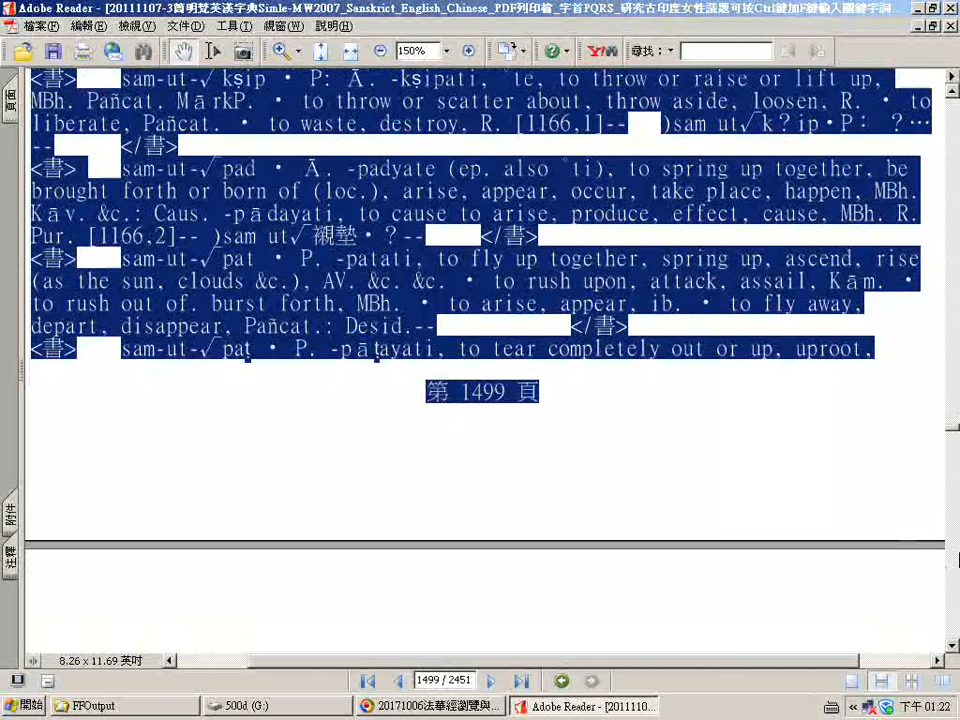 Adobe Reader - [20111107-3簡明梵英漢字典Simle-MW2007_Sanskrict_English_Chinese_PDF列印檔_字首PQRS_研究古印度女性議題可按Ctrl鍵加F鍵輸入關鍵字詞
檔案(F) 編輯(E) 檢視(V) 文件(D) 工具(T) 視窗(W) 說明(H)
150% Y! 尋找:
頁面
<書> sam-ut-√kṣip • P: Ā. -kṣipati, °te, to throw or raise or lift up,
MBh. Pañcat. MārkP. • to throw or scatter about, throw aside, loosen, R. • to
liberate, Pañcat. • to waste, destroy, R. [1166,1]-- )sam ut√k?ip•P: ?…
-- </書>
<書> sam-ut-√pad • Ā. -padyate (ep. also °ti), to spring up together, be
brought forth or born of (loc.), arise, appear, occur, take place, happen, MBh.
Kāv. &c.: Caus. -pādayati, to cause to arise, produce, effect, cause, MBh. R.
Pur. [1166,2]-- )sam ut√襯墊•?-- </書>
<書> sam-ut-√pat • P. -patati, to fly up together, spring up, ascend, rise
(as the sun, clouds &c.), AV. &c. &c. • to rush upon, attack, assail, Kām. •
to rush out of. burst forth, MBh. • to arise, appear, ib. • to fly away,
depart, disappear, Pañcat.: Desid.-- </書>
<書> sam-ut-√paṭ • P. -pāṭayati, to tear completely out or up, uproot,
第 1499 頁
附件
注釋
8.26 x 11.69 英吋
1499 / 2451
開始 FFOutput 500d (G:) 20171006法華經瀏覽與... Adobe Reader - [2011110... 下午 01:22